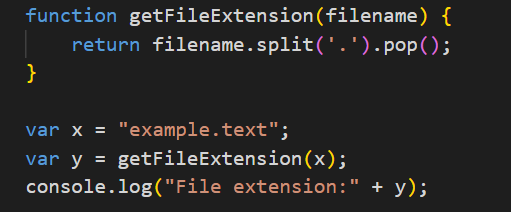 function getFileExtension(filename) {
    return filename.split('.').pop();
}

var x = "example.text";
var y = getFileExtension(x);
console.log("File extension:" + y);